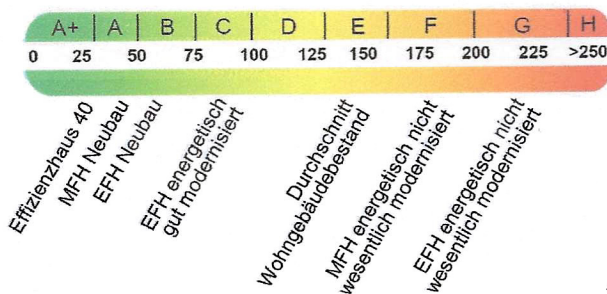 A+ A B C D E F G H
0 25 50 75 100 125 150 175 200 225 >250
Effizienzhaus 40
MFH Neubau
EFH Neubau
EFH energetisch
gut modernisiert
Durchschnitt
Wohngebäudebestand
MFH energetisch nicht
wesentlich modernisiert
EFH energetisch nicht
wesentlich modernisiert